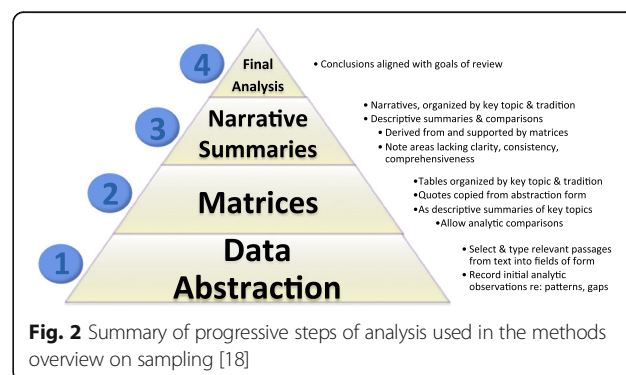 4
Final
Analysis
• Conclusions aligned with goals of review
3
Narrative
Summaries
• Narratives, organized by key topic & tradition
• Descriptive summaries & comparisons
• Derived from and supported by matrices
• Note areas lacking clarity, consistency,
comprehensiveness
2
Matrices
•Tables organized by key topic & tradition
•Quotes copied from abstraction form
•As descriptive summaries of key topics
•Allow analytic comparisons
1
Data
Abstraction
• Select & type relevant passages
from text into fields of form
• Record initial analytic
observations re: patterns, gaps
Fig. 2 Summary of progressive steps of analysis used in the methods
overview on sampling [18]